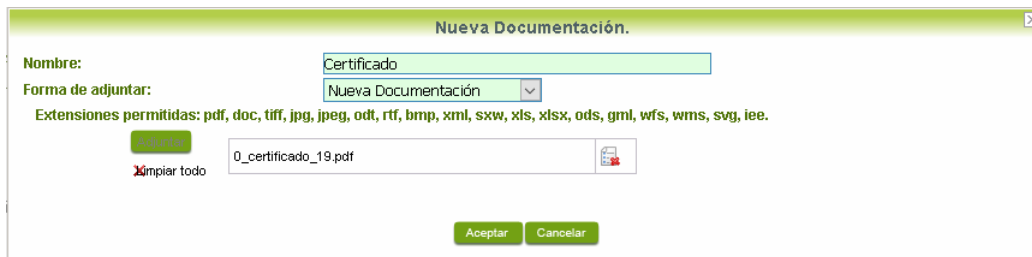 Nueva Documentación.
Nombre: Certificado
Forma de adjuntar: Nueva Documentación
Extensiones permitidas: pdf, doc, tiff, jpg, jpeg, odt, rtf, bmp, xml, sxw, xls, xlsx, ods, gml, wfs, wms, svg, iee.
0_certificado_19.pdf
Limpiar todo
Aceptar Cancelar